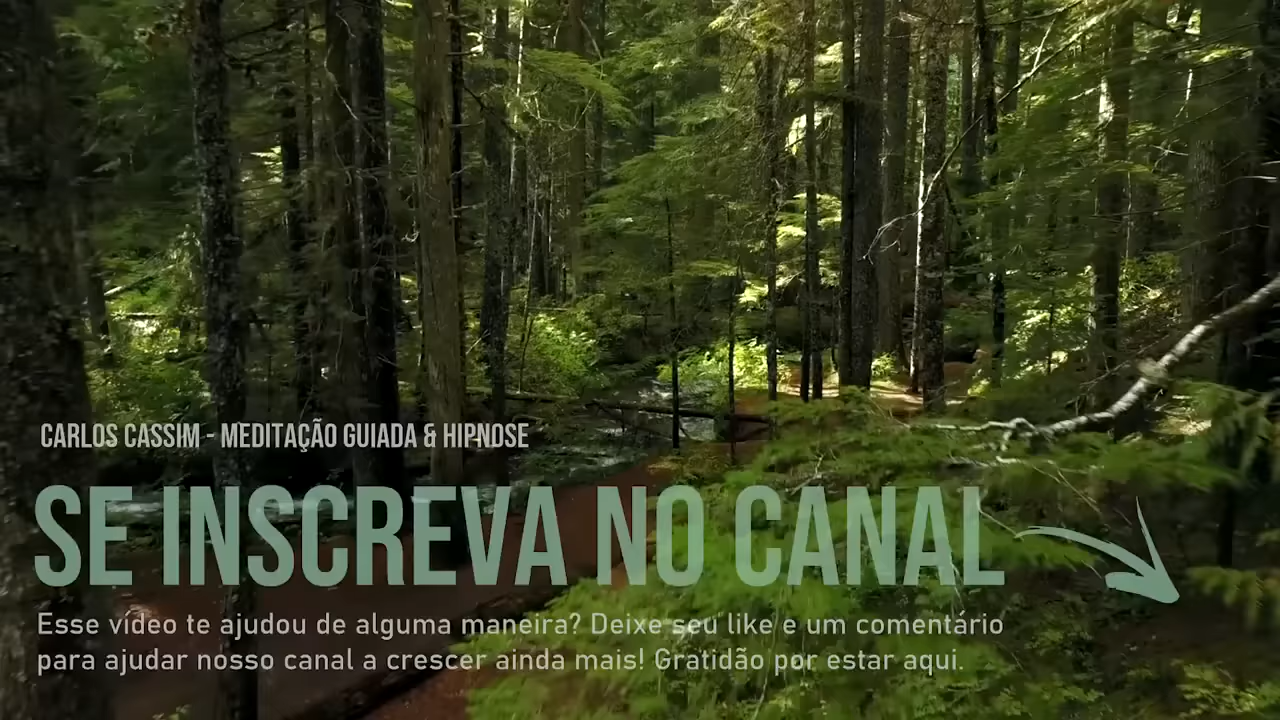 CARLOS CASSIM - MEDITAÇÃO GUIADA & HIPNOSE
SE INSCREVA NO CANAL
Esse vídeo te ajudou de alguma maneira? Deixe seu like e um comentário
para ajudar nosso canal a crescer ainda mais! Gratidão por estar aqui.